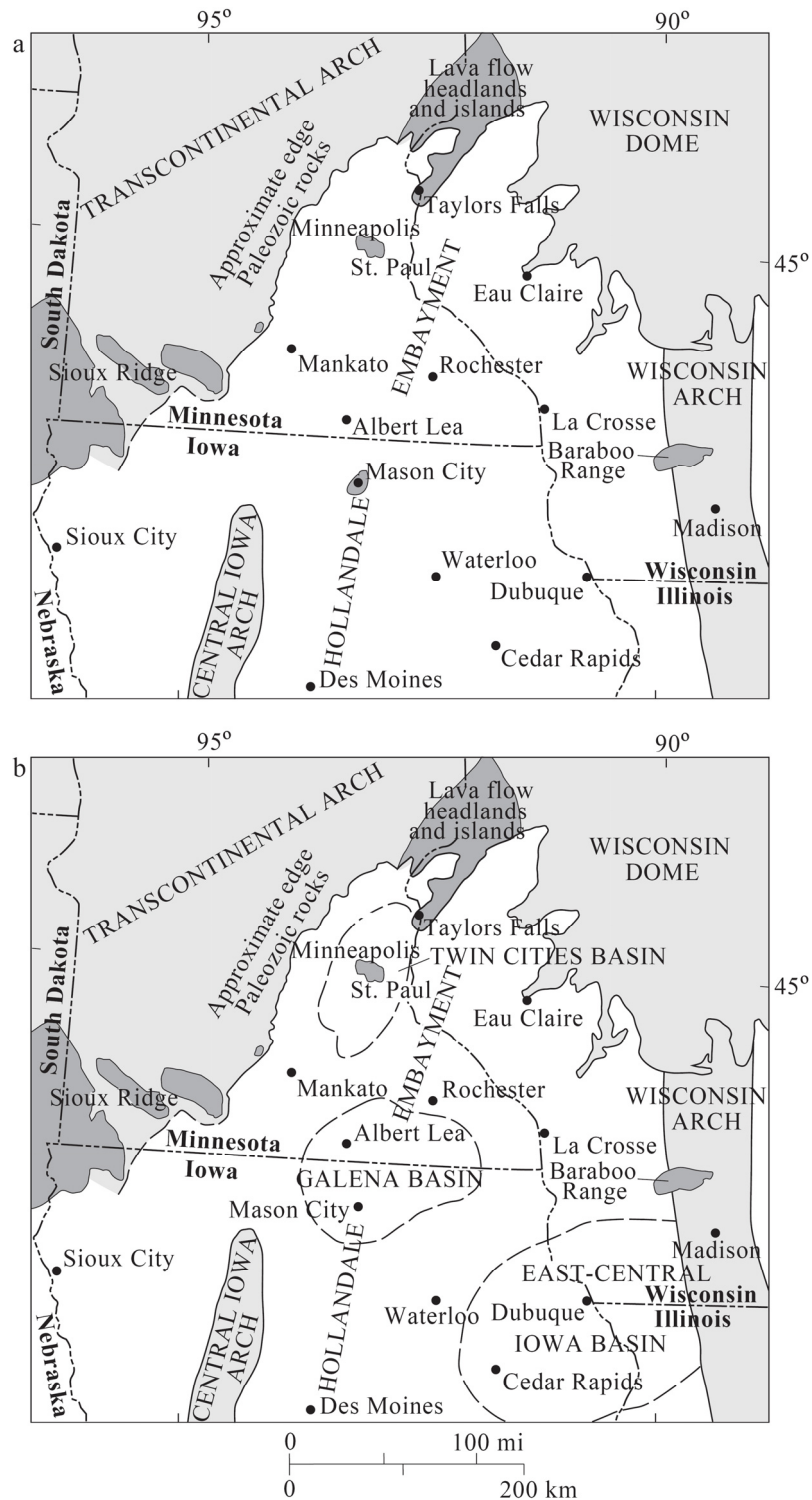 a
95º
90º
TRANSCONTINENTAL ARCH
Lava flow
headlands
and islands
WISCONSIN
DOME
Approximate edge
Paleozoic rocks
Taylors Falls
Minneapolis
St. Paul
45º
South Dakota
EMBAYMENT
Eau Claire
Sioux Ridge
Mankato
Rochester
WISCONSIN
ARCH
Minnesota
Iowa
Albert Lea
La Crosse
Baraboo
Range
Mason City
Sioux City
Madison
CENTRAL IOWA
ARCH
HOLLANDALE
Waterloo
Dubuque
Wisconsin
Illinois
Nebraska
Cedar Rapids
Des Moines
b
95º
90º
TRANSCONTINENTAL ARCH
Lava flow
headlands
and islands
WISCONSIN
DOME
Approximate edge
Paleozoic rocks
Taylors Falls
Minneapolis
TWIN CITIES BASIN
St. Paul
45º
South Dakota
EMBAYMENT
Eau Claire
Sioux Ridge
Mankato
Rochester
WISCONSIN
ARCH
Minnesota
Iowa
Albert Lea
La Crosse
GALENA BASIN
Baraboo
Range
Mason City
Sioux City
Madison
CENTRAL IOWA
ARCH
HOLLANDALE
EAST-CENTRAL
IOWA BASIN
Waterloo
Dubuque
Wisconsin
Illinois
Nebraska
Cedar Rapids
Des Moines
0
100 mi
0
200 km